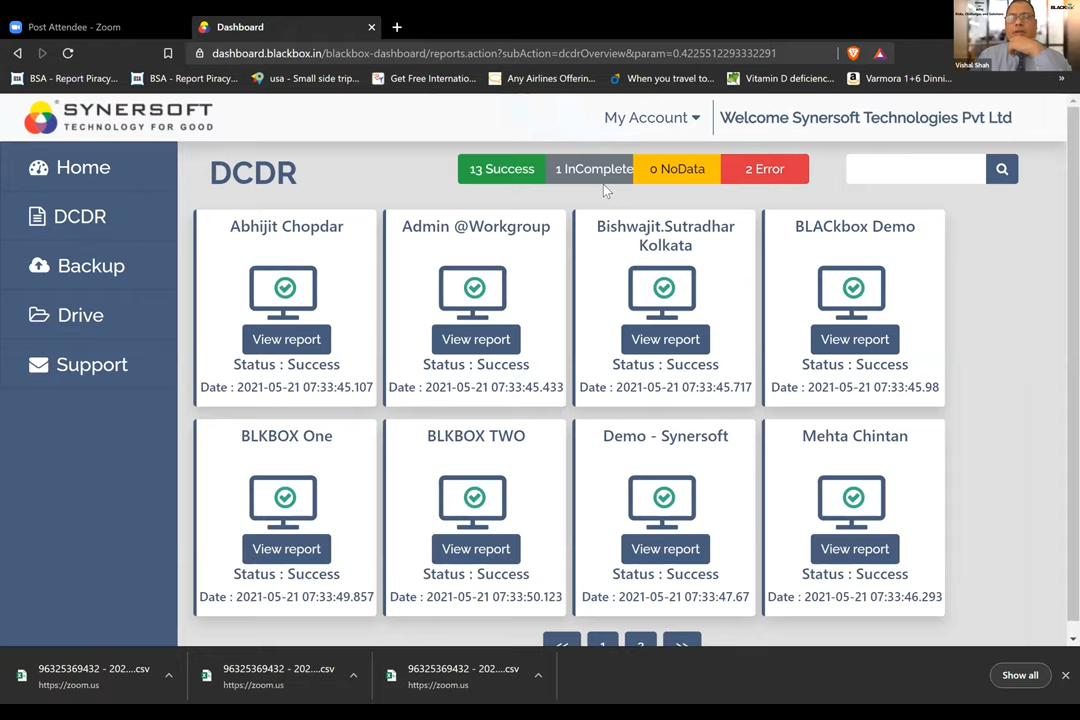 Post Attendee - Zoom
Dashboard
dashboard.blackbox.in/blackbox-dashboard/reports.action?subAction=dcdrOverview&param=0.4225512293332291
BSA - Report Piracy...
BSA - Report Piracy...
usa - Small side trip...
Get Free Internatio...
Any Airlines Offerin...
When you travel to...
Vitamin D deficienc...
Varmora 1+6 Dinni...
Vishal Shah
SYNERSOFT
TECHNOLOGY FOR GOOD
My Account
Welcome Synersoft Technologies Pvt Ltd
Home
DCDR
Backup
Drive
Support
DCDR
13 Success
1 InComplete
0 NoData
2 Error
Abhijit Chopdar
View report
Status : Success
Date : 2021-05-21 07:33:45.107
Admin @Workgroup
View report
Status : Success
Date : 2021-05-21 07:33:45.433
Bishwajit.Sutradhar
Kolkata
View report
Status : Success
Date : 2021-05-21 07:33:45.717
BLACkbox Demo
View report
Status : Success
Date : 2021-05-21 07:33:45.98
BLKBOX One
View report
Status : Success
Date : 2021-05-21 07:33:49.857
BLKBOX TWO
View report
Status : Success
Date : 2021-05-21 07:33:50.123
Demo - Synersoft
View report
Status : Success
Date : 2021-05-21 07:33:47.67
Mehta Chintan
View report
Status : Success
Date : 2021-05-21 07:33:46.293
<< 1 2 >>
96325369432 - 202....csv
https://zoom.us
96325369432 - 202....csv
https://zoom.us
96325369432 - 202....csv
https://zoom.us
Show all